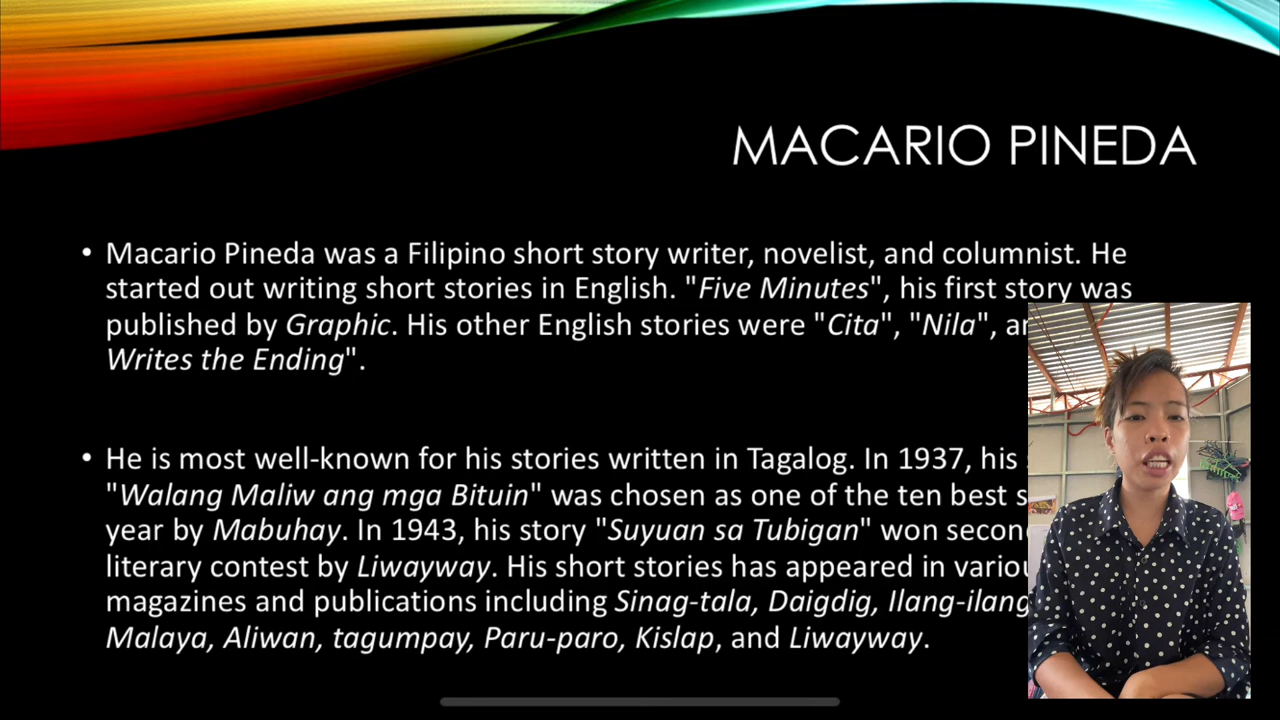 MACARIO PINEDA
• Macario Pineda was a Filipino short story writer, novelist, and columnist. He
started out writing short stories in English. "Five Minutes", his first story was
published by Graphic. His other English stories were "Cita", "Nila",
Writes the Ending".
• He is most well-known for his stories written in Tagalog. In 1937, his
"Walang Maliw ang mga Bituin" was chosen as one of the ten best
year by Mabuhay. In 1943, his story "Suyuan sa Tubigan" won
literary contest by Liwayway. His short stories has appeared in
magazines and publications including Sinag-tala, Daigdig, Ilang-ilang
Malaya, Aliwan, tagumpay, Paru-paro, Kislap, and Liwayway.